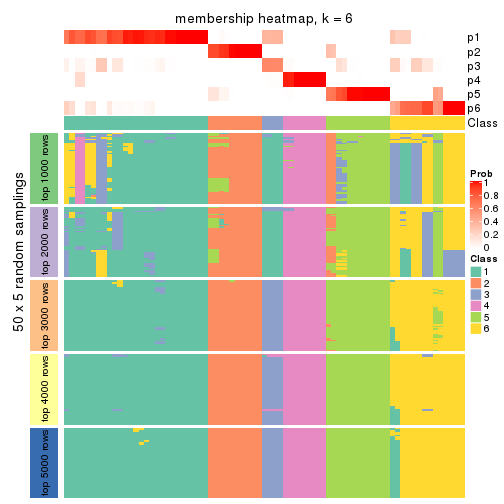 membership heatmap, k = 6
p1
p2
p3
p4
p5
p6
Class
50 x 5 random samplings
top 1000 rows
top 2000 rows
top 3000 rows
top 4000 rows
top 5000 rows
Prob
1
0.8
0.6
0.4
0.2
0
Class
1
2
3
4
5
6